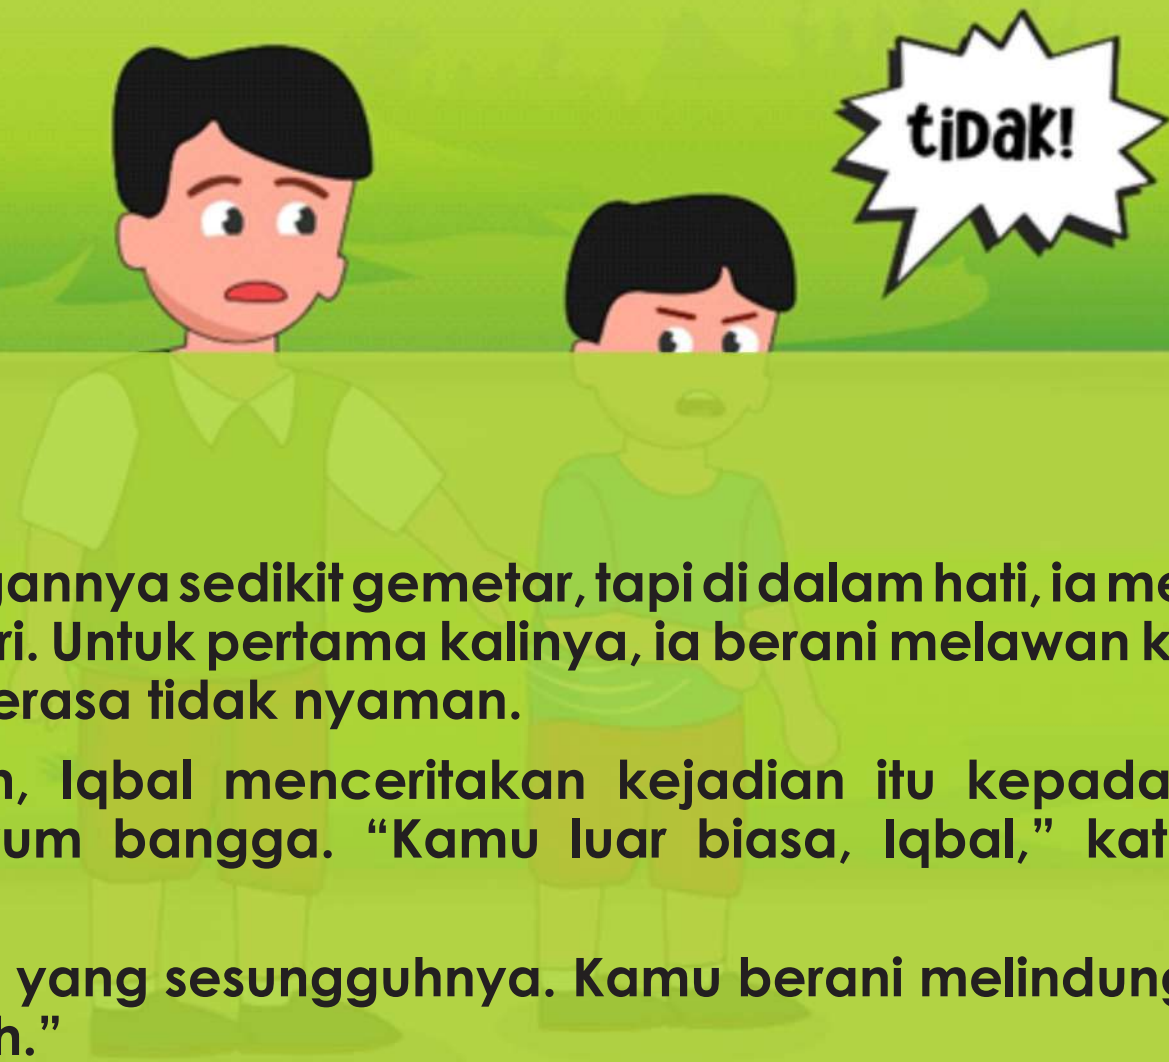 tiDak!
gannya sedikit gemetar, tapi di dalam hati, ia me
ri. Untuk pertama kalinya, ia berani melawan k
erasa tidak nyaman.
n, Iqbal menceritakan kejadian itu kepada
um bangga. “Kamu luar biasa, Iqbal,” kat
yang sesungguhnya. Kamu berani melindung
h.”